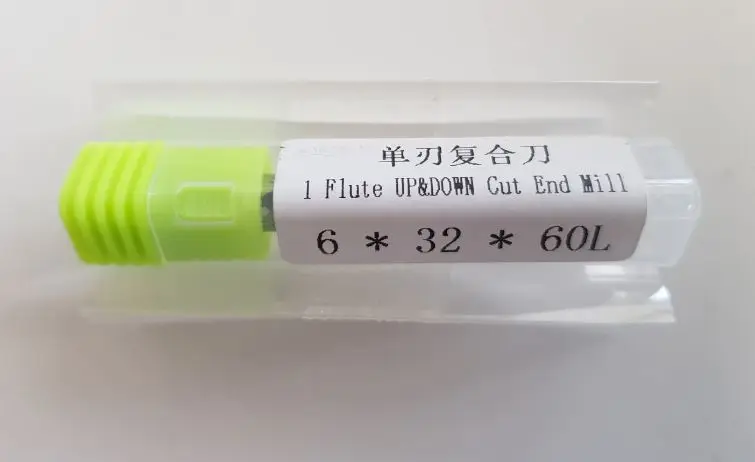 单刃复合刀
1 Flute UP&DOWN Cut End Mill
6 * 32 * 60L